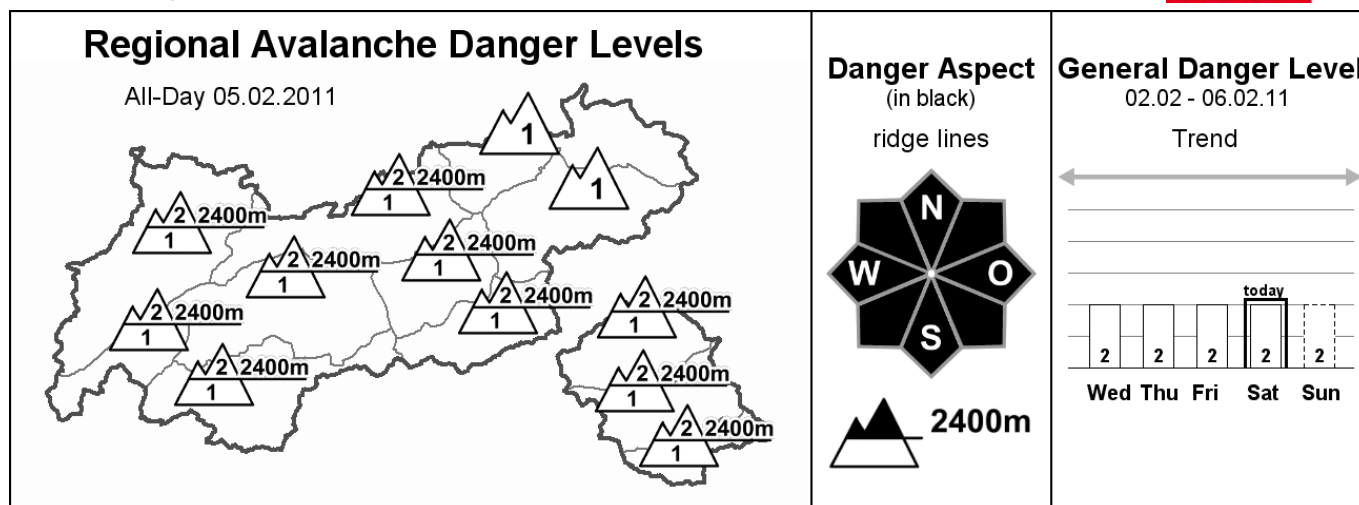 Regional Avalanche Danger Levels
All-Day 05.02.2011
1
1
2 2400m
1
2 2400m
1
2 2400m
1
2 2400m
1
2 2400m
1
2 2400m
1
2 2400m
1
2 2400m
1
2 2400m
1
2 2400m
1
Danger Aspect
(in black)
ridge lines
N
W O
S
2400m
General Danger Level
02.02 - 06.02.11
Trend
today
2 2 2 2 2
Wed Thu Fri Sat Sun